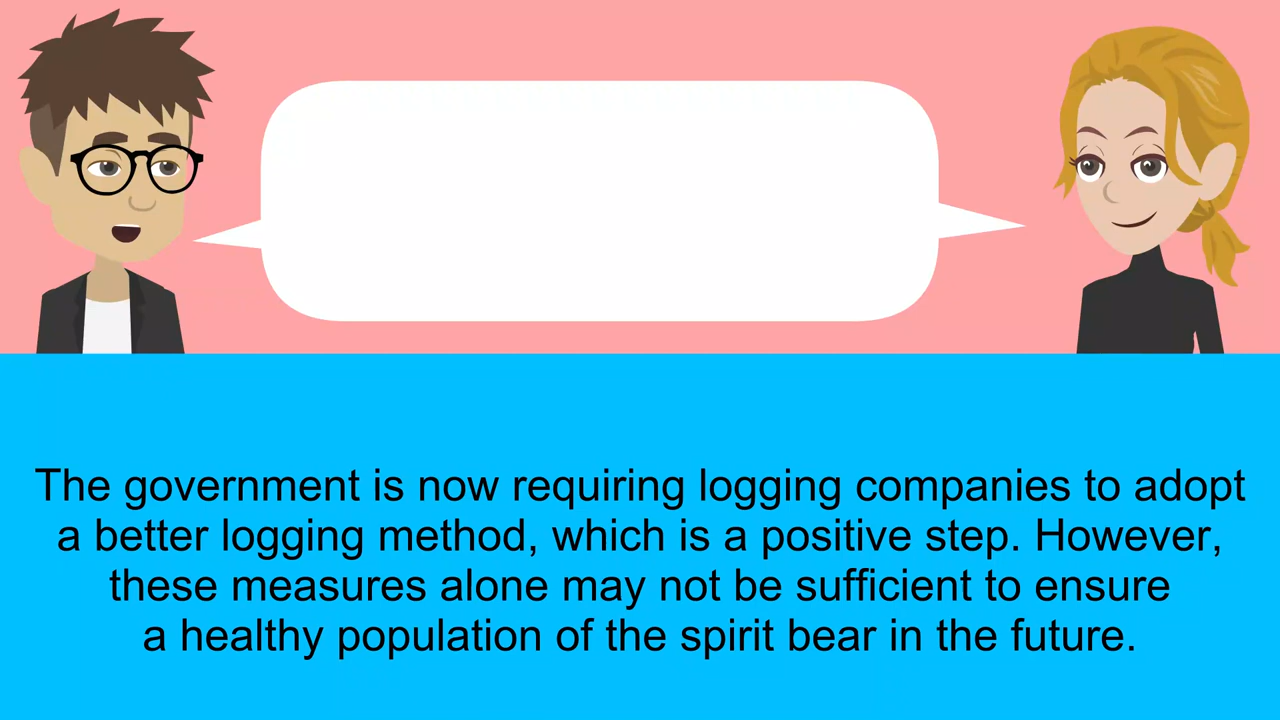 The government is now requiring logging companies to adopt
a better logging method, which is a positive step. However,
these measures alone may not be sufficient to ensure
a healthy population of the spirit bear in the future.